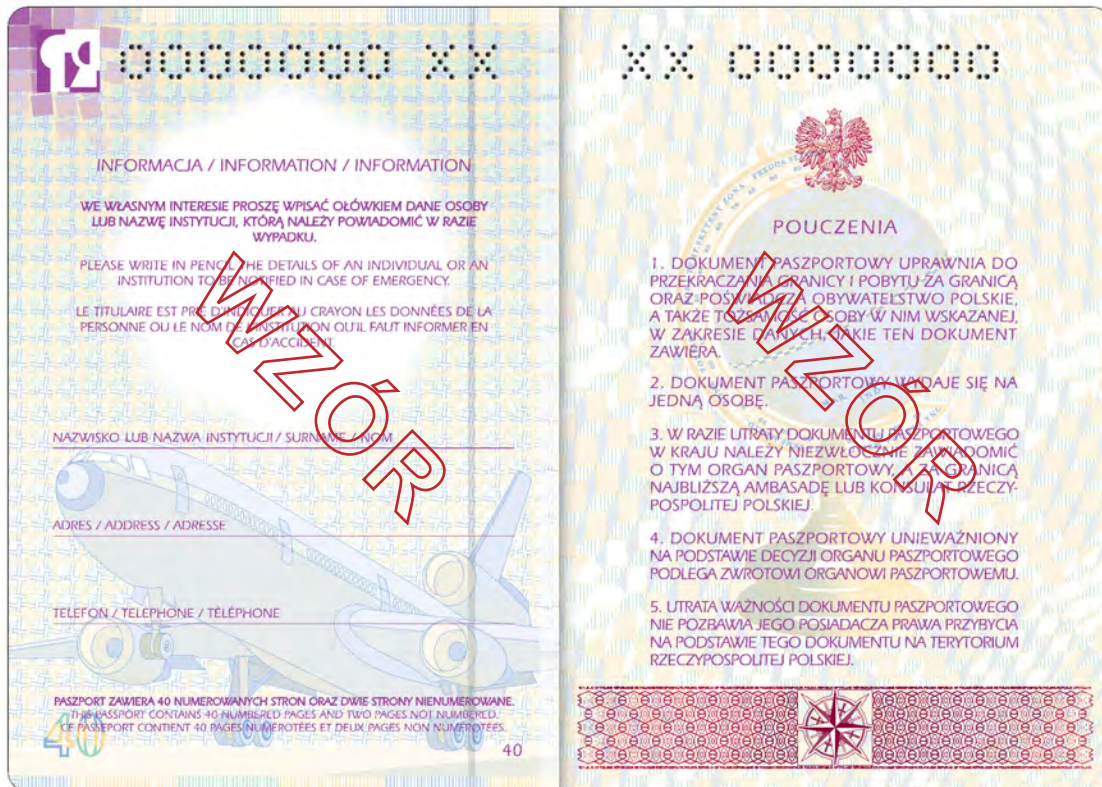 0000000 XX
INFORMACJA / INFORMATION / INFORMATION
WE WŁASNYM INTERESIE PROSZĘ WPISAĆ OŁÓWKIEM DANE OSOBY
LUB NAZWĘ INSTYTUCJI, KTÓRĄ NALEŻY POWIADOMIĆ W RAZIE
WYPADKU.
PLEASE WRITE IN PENCIL THE DETAILS OF AN INDIVIDUAL OR AN
INSTITUTION TO BE NOTIFIED IN CASE OF EMERGENCY.
LE TITULAIRE EST PRIÉ D'INDIQUER AU CRAYON LES DONNÉES DE LA
PERSONNE OU LE NOM DE L'INSTITUTION QU'IL FAUT INFORMER EN
CAS D'ACCIDENT.
WZÓR
NAZWISKO LUB NAZWA INSTYTUCJI / SURNAME / NOM
ADRES / ADDRESS / ADRESSE
TELEFON / TELEPHONE / TÉLÉPHONE
PASZPORT ZAWIERA 40 NUMEROWANYCH STRON ORAZ DWIE STRONY NIENUMEROWANE.
THIS PASSPORT CONTAINS 40 NUMBERED PAGES AND TWO PAGES NOT NUMBERED.
CE PASSEPORT CONTIENT 40 PAGES NUMÉROTÉES ET DEUX PAGES NON NUMÉROTÉES.
40
40
XX 0000000
POUCZENIA
1. DOKUMENT PASZPORTOWY UPRAWNIA DO
PRZEKRACZANIA GRANICY I POBYTU ZA GRANICĄ
ORAZ POŚWIADCZA OBYWATELSTWO POLSKIE,
A TAKŻE TOŻSAMOŚĆ OSOBY W NIM WSKAZANEJ,
W ZAKRESIE DANYCH, JAKIE TEN DOKUMENT
ZAWIERA.
2. DOKUMENT PASZPORTOWY WYDAJE SIĘ NA
JEDNĄ OSOBĘ.
3. W RAZIE UTRATY DOKUMENTU PASZPORTOWEGO
W KRAJU NALEŻY NIEZWŁOCZNIE ZAWIADOMIĆ
O TYM ORGAN PASZPORTOWY, A ZA GRANICĄ
NAJBLIŻSZĄ AMBASADĘ LUB KONSULAT RZECZY-
POSPOLITEJ POLSKIEJ.
4. DOKUMENT PASZPORTOWY UNIEWAŻNIONY
NA PODSTAWIE DECYZJI ORGANU PASZPORTOWEGO
PODLEGA ZWROTOWI ORGANOWI PASZPORTOWEMU.
5. UTRATA WAŻNOŚCI DOKUMENTU PASZPORTOWEGO
NIE POZBAWIA JEGO POSIADACZA PRAWA PRZYBYCIA
NA PODSTAWIE TEGO DOKUMENTU NA TERYTORIUM
RZECZYPOSPOLITEJ POLSKIEJ.
WZÓR